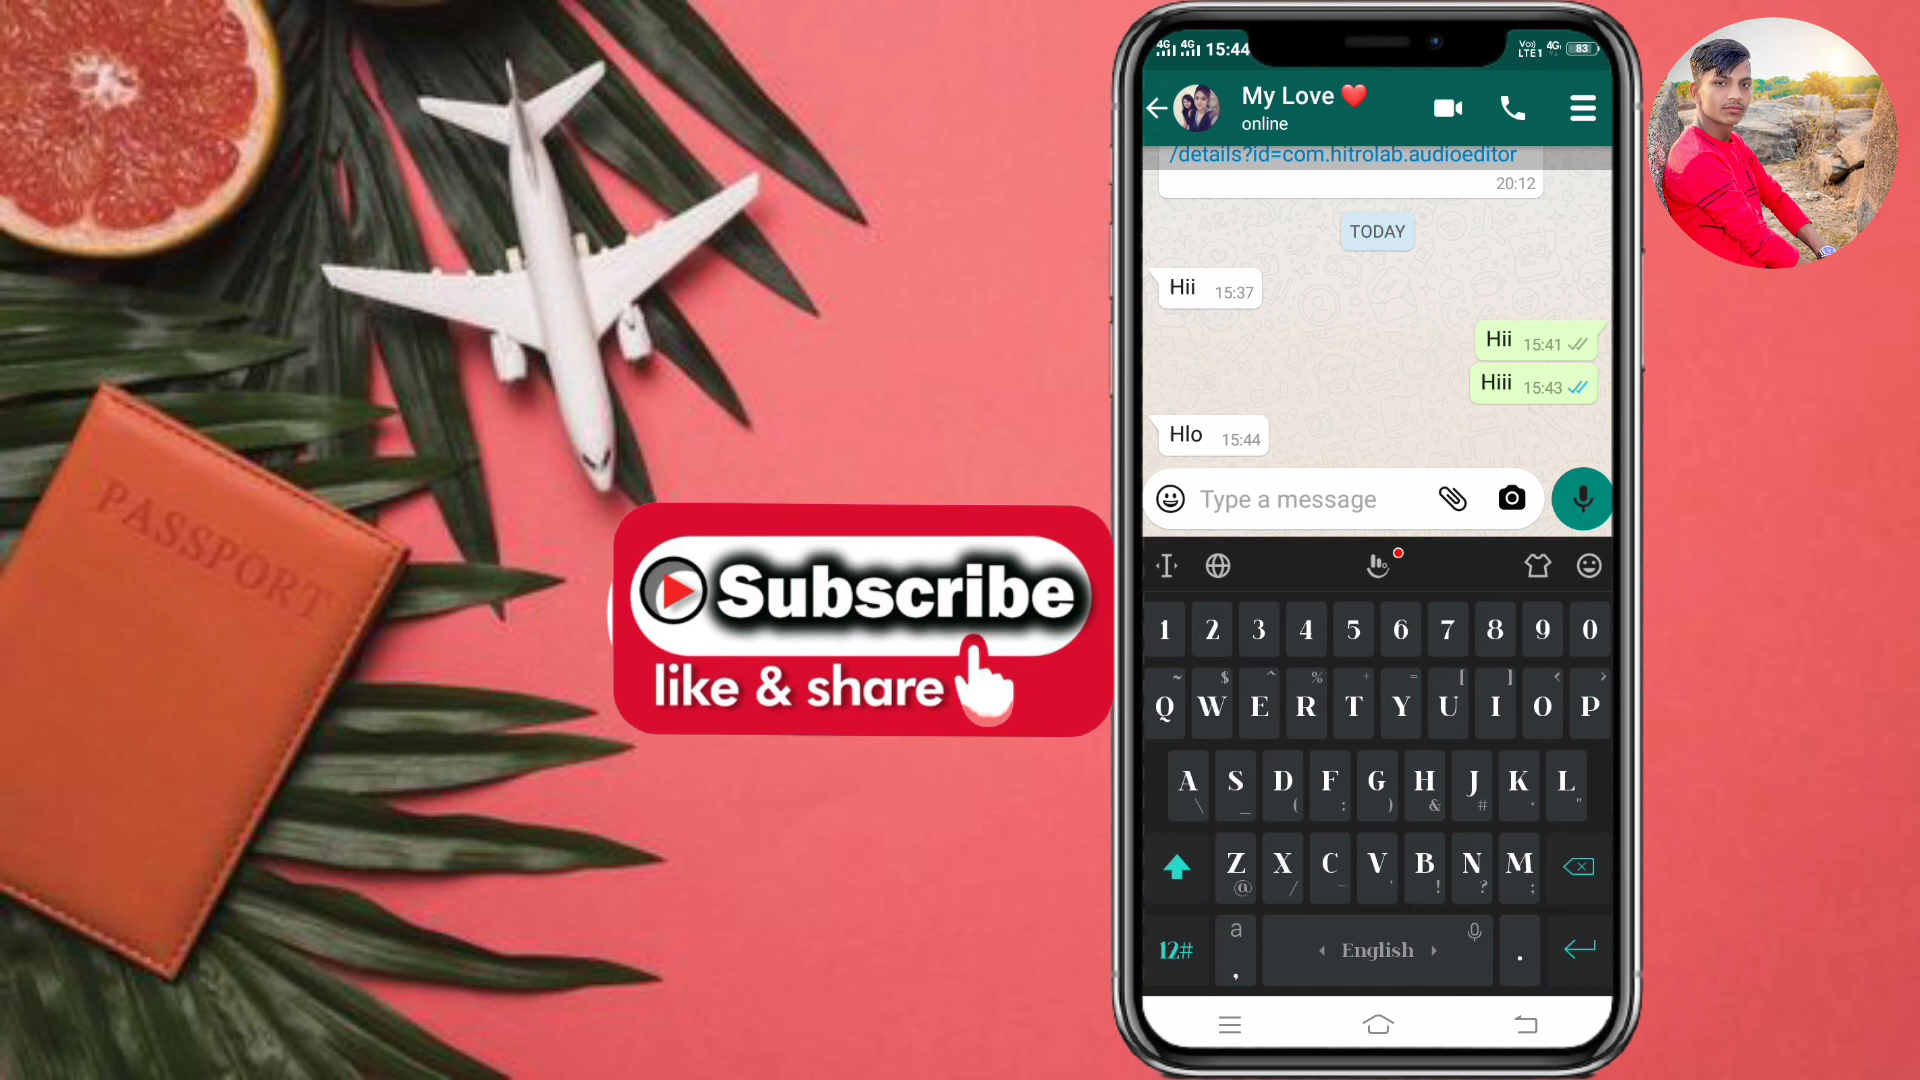 PASSPORT
Subscribe
like & share
4G 4G 15:44
Vo) LTE1 4G 83
My Love ❤️
online
/details?id=com.hitrolab.audioeditor
20:12
TODAY
Hii 15:37
Hii 15:41
Hiii 15:43
Hlo 15:44
Type a message
1 2 3 4 5 6 7 8 9 0
~ $ ^ % + = [ ] < >
Q W E R T Y U I O P
A S D F G H J K L
\ _ ( : ) & # * "
Z X C V B N M
@ / - ' ! ? ;
12# a , English .